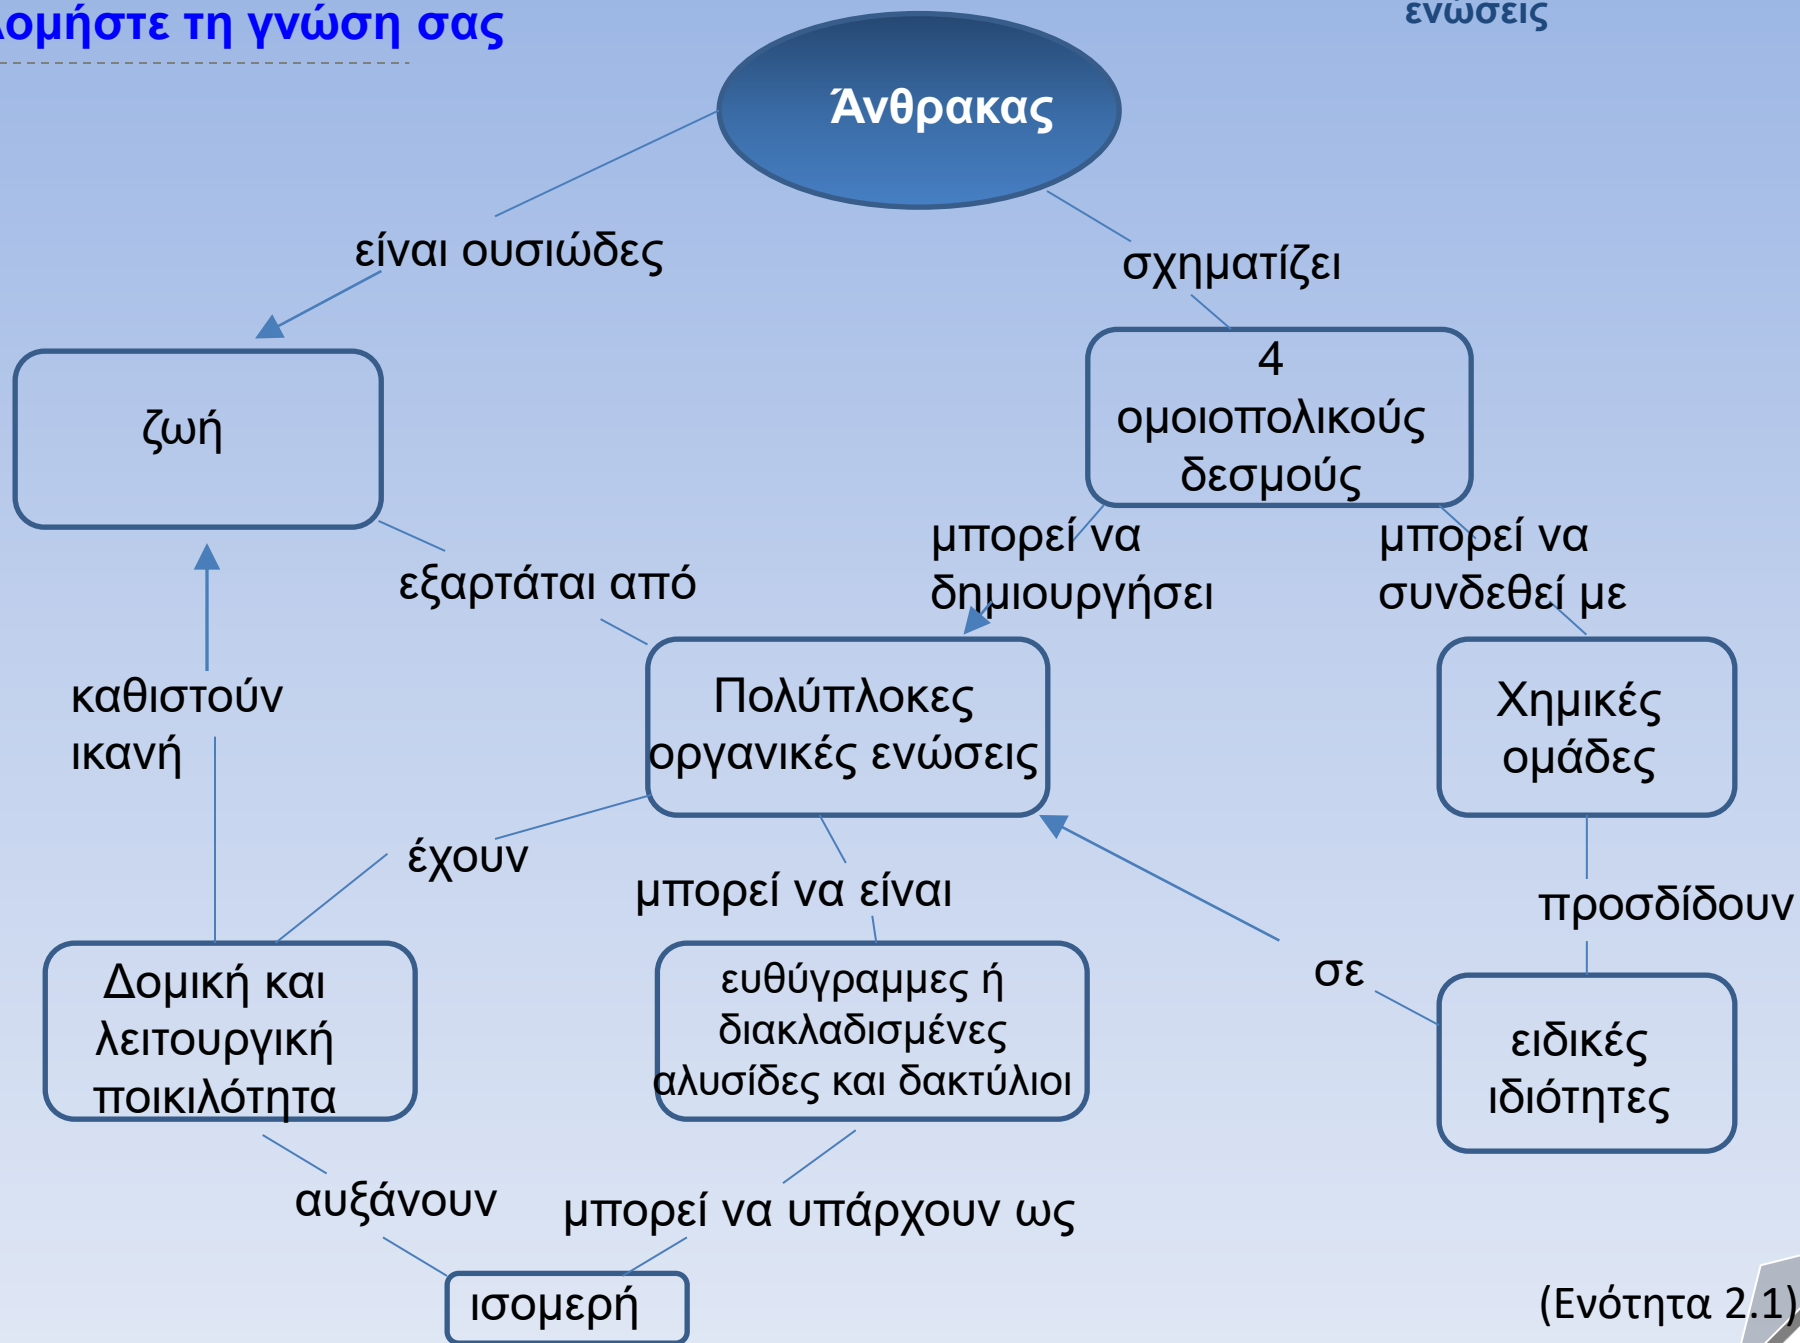 δομήστε τη γνώση σας
ενώσεις
Άνθρακας
είναι ουσιώδες
σχηματίζει
ζωή
4
ομοιοπολικούς
δεσμούς
εξαρτάται από
μπορεί να
δημιουργήσει
μπορεί να
συνδεθεί με
καθιστούν
ικανή
Πολύπλοκες
οργανικές ενώσεις
Χημικές
ομάδες
έχουν
μπορεί να είναι
προσδίδουν
σε
Δομική και
λειτουργική
ποικιλότητα
ευθύγραμμες ή
διακλαδισμένες
αλυσίδες και δακτύλιοι
ειδικές
ιδιότητες
αυξάνουν
μπορεί να υπάρχουν ως
ισομερή
(Ενότητα 2.1)